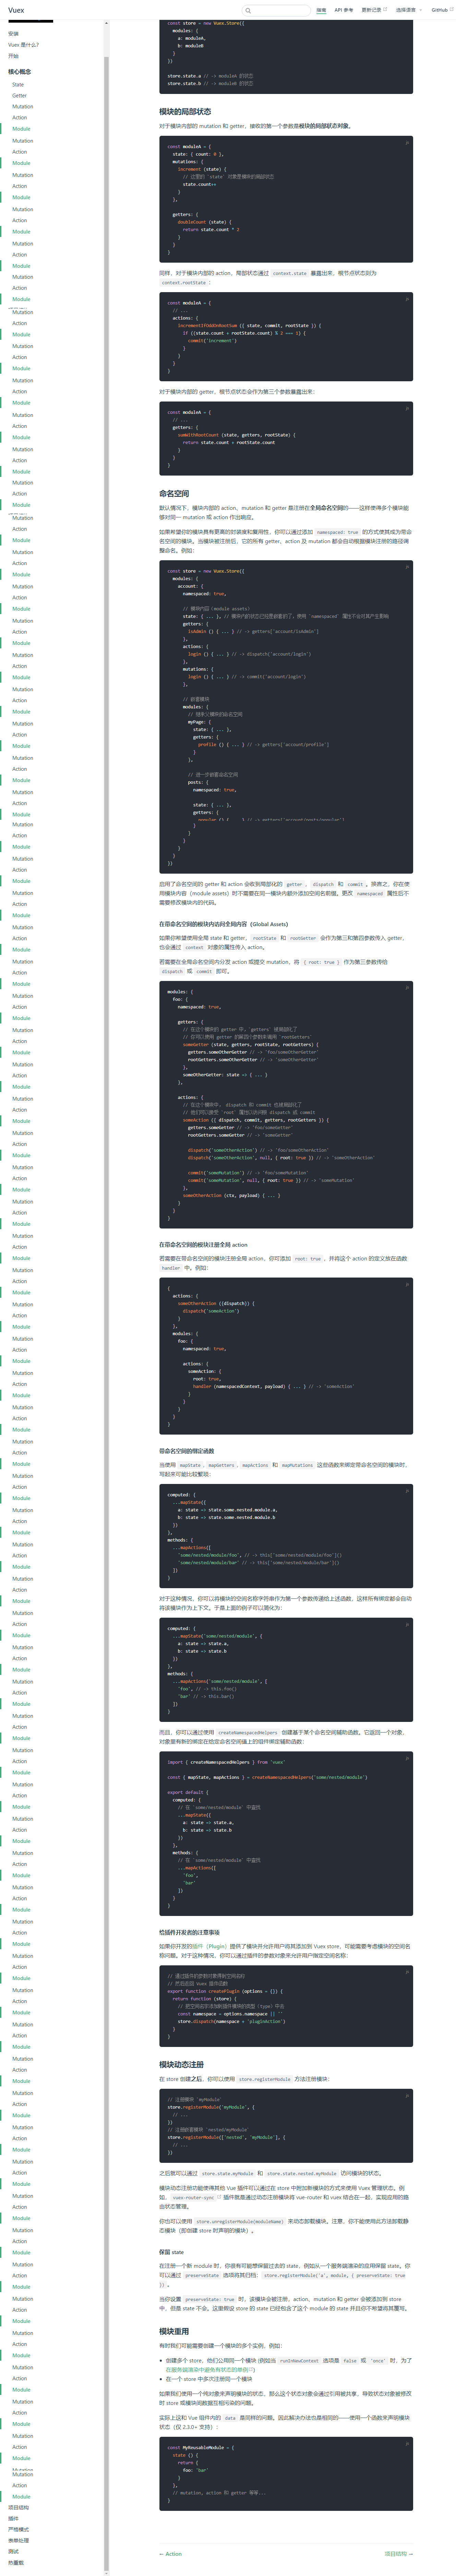 Vuex
指南
API 参考
更新记录
选择语言
GitHub
安装
Vuex 是什么?
开始
核心概念
State
Getter
Mutation
Action
Module
项目结构
插件
严格模式
表单处理
测试
热重载
const store = new Vuex.Store({
modules: {
a: moduleA,
b: moduleB
}
})
store.state.a // -> moduleA 的状态
store.state.b // -> moduleB 的状态
模块的局部状态
对于模块内部的 mutation 和 getter，接收的第一个参数是模块的局部状态对象。
const moduleA = {
state: { count: 0 },
mutations: {
increment (state) {
// 这里的 `state` 对象是模块的局部状态
state.count++
}
},
getters: {
doubleCount (state) {
return state.count * 2
}
}
}
同样，对于模块内部的 action，局部状态通过 context.state 暴露出来，根节点状态则为
context.rootState：
const moduleA = {
// ...
actions: {
incrementIfOddOnRootSum ({ state, commit, rootState }) {
if ((state.count + rootState.count) % 2 === 1) {
commit('increment')
}
}
}
}
对于模块内部的 getter，根节点状态会作为第三个参数暴露出来：
const moduleA = {
// ...
getters: {
sumWithRootCount (state, getters, rootState) {
return state.count + rootState.count
}
}
}
命名空间
默认情况下，模块内部的 action、mutation 和 getter 是注册在全局命名空间的——这样使得多个模块能
够对同一 mutation 或 action 作出响应。
如果希望你的模块具有更高的封装度和复用性，你可以通过添加 namespaced: true 的方式使其成为带命
名空间的模块。当模块被注册后，它的所有 getter、action 及 mutation 都会自动根据模块注册的路径调
整命名。例如：
const store = new Vuex.Store({
modules: {
account: {
namespaced: true,
// 模块内容（module assets）
state: { ... }, // 模块内的状态已经是嵌套的了，使用 `namespaced` 属性不会对其产生影响
getters: {
isAdmin () { ... } // -> getters['account/isAdmin']
},
actions: {
login () { ... } // -> dispatch('account/login')
},
mutations: {
login () { ... } // -> commit('account/login')
},
// 嵌套模块
modules: {
// 继承父模块的命名空间
myPage: {
state: { ... },
getters: {
profile () { ... } // -> getters['account/profile']
}
},
// 进一步嵌套命名空间
posts: {
namespaced: true,
state: { ... },
getters: {
popular () { ... } // -> getters['account/posts/popular']
}
}
}
}
}
})
启用了命名空间的 getter 和 action 会收到局部化的 getter，dispatch 和 commit。换言之，你在使
用模块内容（module assets）时不需要在同一模块内额外添加空间名前缀。更改 namespaced 属性后不
需要修改模块内的代码。
在带命名空间的模块内访问全局内容（Global Assets）
如果你希望使用全局 state 和 getter，rootState 和 rootGetter 会作为第三和第四参数传入 getter，
也会通过 context 对象的属性传入 action。
若需要在全局命名空间内分发 action 或提交 mutation，将 { root: true } 作为第三参数传给
dispatch 或 commit 即可。
modules: {
foo: {
namespaced: true,
getters: {
// 在这个模块的 getter 中，`getters` 被局部化了
// 你可以使用 getter 的第四个参数来调用 `rootGetters`
someGetter (state, getters, rootState, rootGetters) {
getters.someOtherGetter // -> 'foo/someOtherGetter'
rootGetters.someOtherGetter // -> 'someOtherGetter'
},
someOtherGetter: state => { ... }
},
actions: {
// 在这个模块中， dispatch 和 commit 也被局部化了
// 他们可以接受 `root` 属性以访问根 dispatch 或 commit
someAction ({ dispatch, commit, getters, rootGetters }) {
getters.someGetter // -> 'foo/someGetter'
rootGetters.someGetter // -> 'someGetter'
dispatch('someOtherAction') // -> 'foo/someOtherAction'
dispatch('someOtherAction', null, { root: true }) // -> 'someOtherAction'
commit('someMutation') // -> 'foo/someMutation'
commit('someMutation', null, { root: true }) // -> 'someMutation'
},
someOtherAction (ctx, payload) { ... }
}
}
}
在带命名空间的模块注册全局 action
若需要在带命名空间的模块注册全局 action，你可添加 root: true，并将这个 action 的定义放在函数
handler 中。例如：
{
actions: {
someOtherAction ({dispatch}) {
dispatch('someAction')
}
},
modules: {
foo: {
namespaced: true,
actions: {
someAction: {
root: true,
handler (namespacedContext, payload) { ... } // -> 'someAction'
}
}
}
}
}
带命名空间的绑定函数
当使用 mapState，mapGetters，mapActions 和 mapMutations 这些函数来绑定带命名空间的模块时，
写起来可能比较繁琐：
computed: {
...mapState({
a: state => state.some.nested.module.a,
b: state => state.some.nested.module.b
})
},
methods: {
...mapActions([
'some/nested/module/foo', // -> this['some/nested/module/foo']()
'some/nested/module/bar' // -> this['some/nested/module/bar']()
])
}
对于这种情况，你可以将模块的空间名称字符串作为第一个参数传递给上述函数，这样所有绑定都会自动
将该模块作为上下文。于是上面的例子可以简化为：
computed: {
...mapState('some/nested/module', {
a: state => state.a,
b: state => state.b
})
},
methods: {
...mapActions('some/nested/module', [
'foo', // -> this.foo()
'bar' // -> this.bar()
])
}
而且，你可以通过使用 createNamespacedHelpers 创建基于某个命名空间辅助函数。它返回一个对象，
对象里有新的绑定在给定命名空间值上的组件绑定辅助函数：
import { createNamespacedHelpers } from 'vuex'
const { mapState, mapActions } = createNamespacedHelpers('some/nested/module')
export default {
computed: {
// 在 `some/nested/module` 中查找
...mapState({
a: state => state.a,
b: state => state.b
})
},
methods: {
// 在 `some/nested/module` 中查找
...mapActions([
'foo',
'bar'
])
}
}
给插件开发者的注意事项
如果你开发的插件（Plugin）提供了模块并允许用户将其添加到 Vuex store，可能需要考虑模块的空间名
称问题。对于这种情况，你可以通过插件的参数对象来允许用户指定空间名称：
// 通过插件的参数对象得到空间名称
// 然后返回 Vuex 插件函数
export function createPlugin (options = {}) {
return function (store) {
// 把空间名字添加到插件模块的类型（type）中去
const namespace = options.namespace || ''
store.dispatch(namespace + 'pluginAction')
}
}
模块动态注册
在 store 创建之后，你可以使用 store.registerModule 方法注册模块：
// 注册模块 `myModule`
store.registerModule('myModule', {
// ...
})
// 注册嵌套模块 `nested/myModule`
store.registerModule(['nested', 'myModule'], {
// ...
})
之后就可以通过 store.state.myModule 和 store.state.nested.myModule 访问模块的状态。
模块动态注册功能使得其他 Vue 插件可以通过在 store 中附加新模块的方式来使用 Vuex 管理状态。例
如，vuex-router-sync 插件就是通过动态注册模块将 vue-router 和 vuex 结合在一起，实现应用的路
由状态管理。
你也可以使用 store.unregisterModule(moduleName) 来动态卸载模块。注意，你不能使用此方法卸载静
态模块（即创建 store 时声明的模块）。
保留 state
在注册一个新 module 时，你很有可能想保留过去的 state，例如从一个服务端渲染的应用保留 state。你
可以通过 preserveState 选项将其归档：store.registerModule('a', module, { preserveState: true
})。
当你设置 preserveState: true 时，该模块会被注册，action、mutation 和 getter 会被添加到 store
中，但是 state 不会。这里假设 store 的 state 已经包含了这个 module 的 state 并且你不希望将其覆写。
模块重用
有时我们可能需要创建一个模块的多个实例，例如：
创建多个 store，他们公用同一个模块 (例如当 runInNewContext 选项是 false 或 'once' 时，为了
在服务端渲染中避免有状态的单例)
在一个 store 中多次注册同一个模块
如果我们使用一个纯对象来声明模块的状态，那么这个状态对象会通过引用被共享，导致状态对象被修改
时 store 或模块间数据互相污染的问题。
实际上这和 Vue 组件内的 data 是同样的问题。因此解决办法也是相同的——使用一个函数来声明模块
状态（仅 2.3.0+ 支持）：
const MyReusableModule = {
state () {
return {
foo: 'bar'
}
},
// mutation, action 和 getter 等等...
}
← Action
项目结构 →